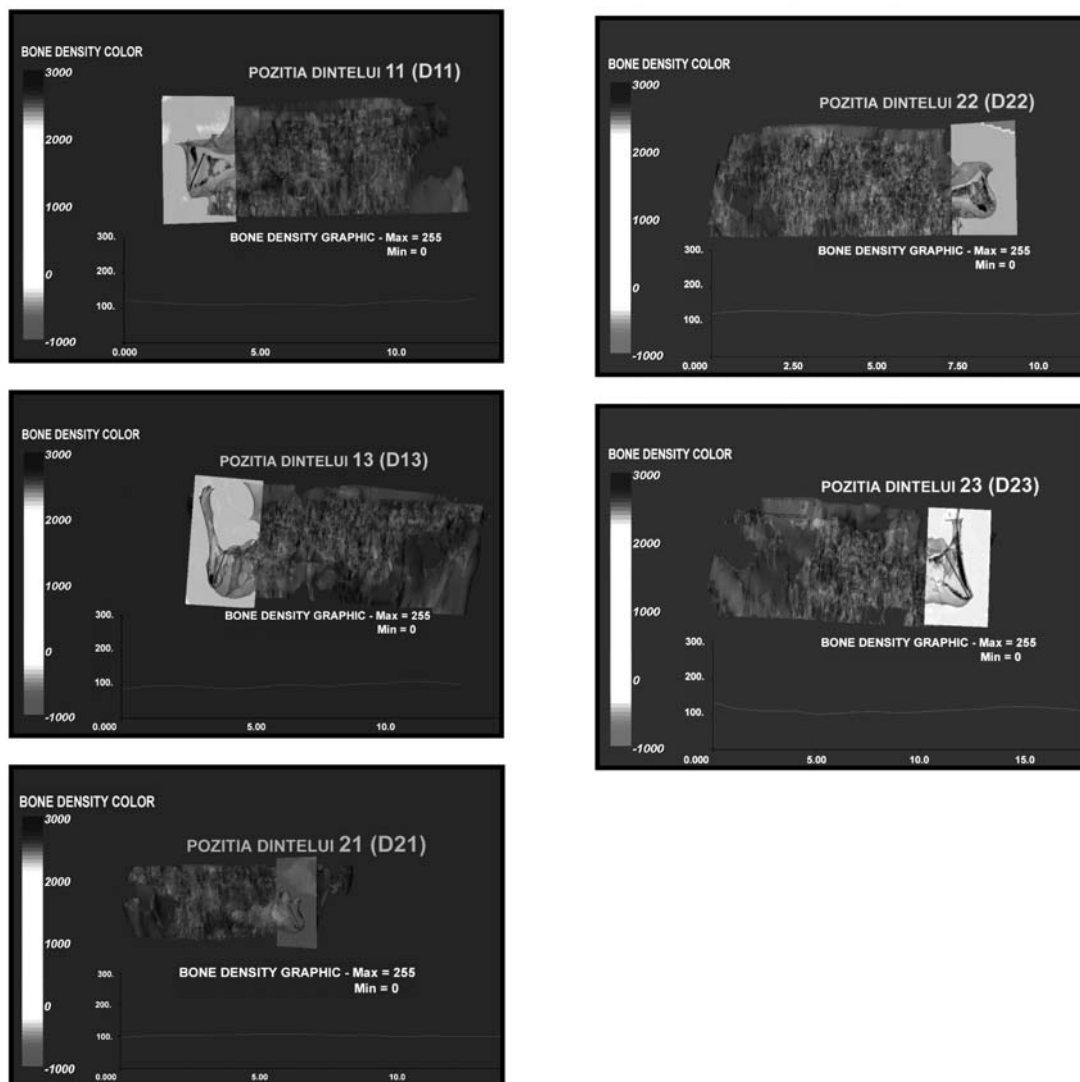 BONE DENSITY COLOR
POZITIA DINTELUI 11 (D11)
3000
2000
1000
0
-1000
BONE DENSITY GRAPHIC - Max = 255
Min = 0
300.
200.
100.
0.000 5.00 10.0
BONE DENSITY COLOR
POZITIA DINTELUI 22 (D22)
3000
2000
1000
0
-1000
BONE DENSITY GRAPHIC - Max = 255
Min = 0
300.
200.
100.
0.000 2.50 5.00 7.50 10.0
BONE DENSITY COLOR
POZITIA DINTELUI 13 (D13)
3000
2000
1000
0
-1000
BONE DENSITY GRAPHIC - Max = 255
Min = 0
300.
200.
100.
0.000 5.00 10.0
BONE DENSITY COLOR
POZITIA DINTELUI 23 (D23)
3000
2000
1000
0
-1000
BONE DENSITY GRAPHIC - Max = 255
Min = 0
300.
200.
100.
0.000 5.00 10.0 15.0
BONE DENSITY COLOR
POZITIA DINTELUI 21 (D21)
3000
2000
1000
0
-1000
BONE DENSITY GRAPHIC - Max = 255
Min = 0
300.
200.
100.
0.000 5.00 10.0